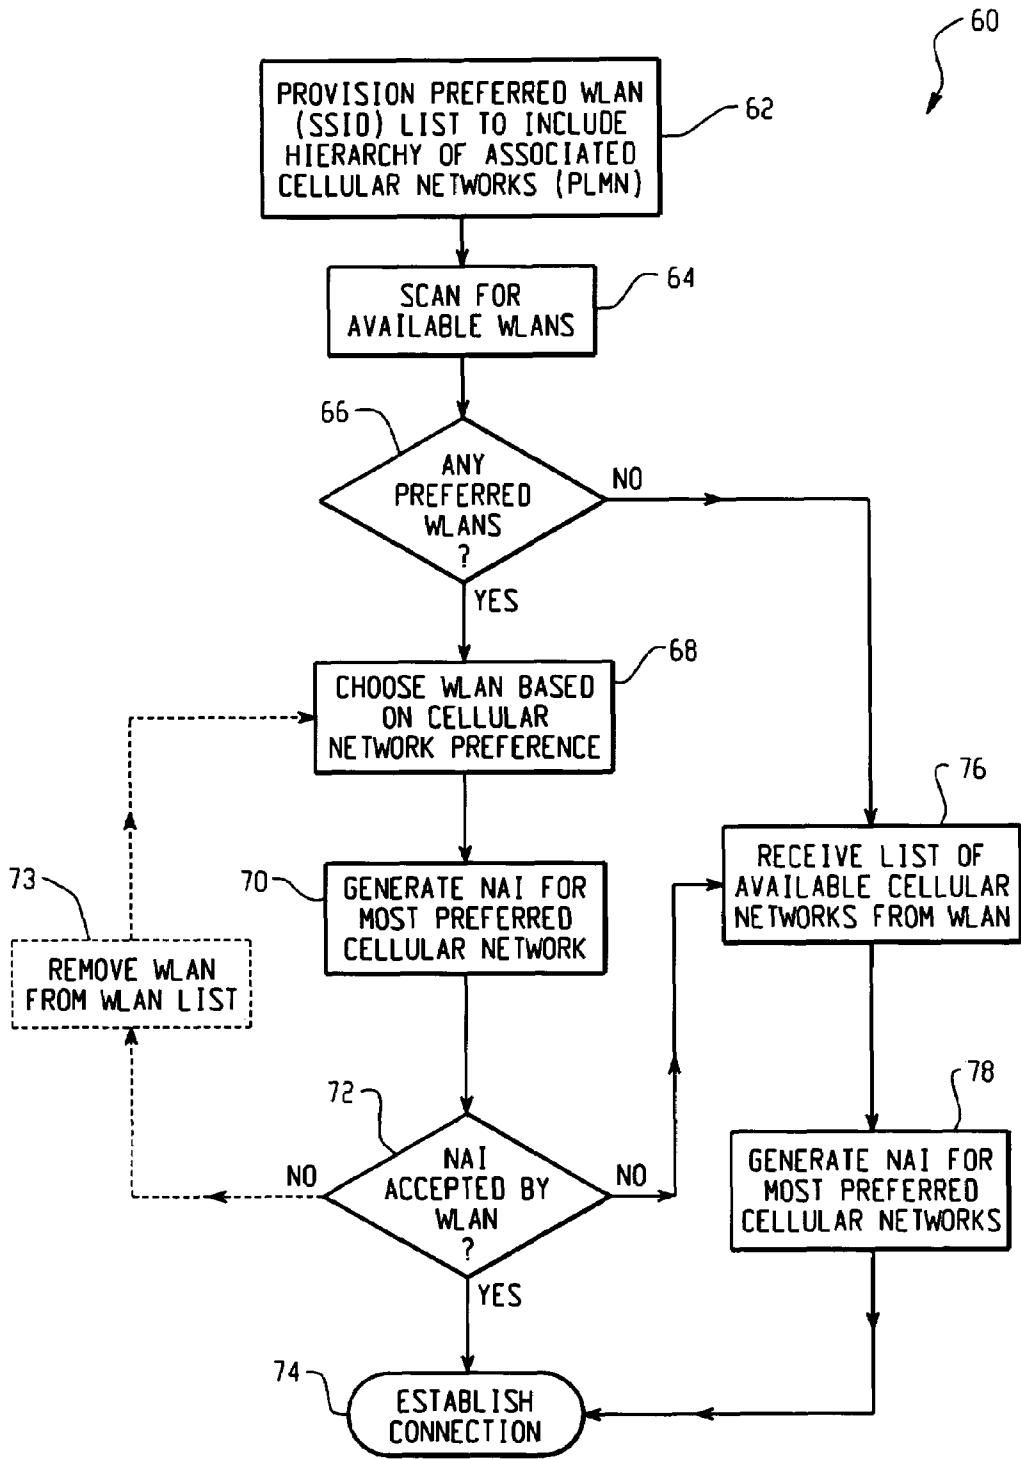 60
PROVISION PREFERRED WLAN
(SSID) LIST TO INCLUDE
HIERARCHY OF ASSOCIATED
CELLULAR NETWORKS (PLMN)
62
SCAN FOR
AVAILABLE WLANS
64
66
ANY
PREFERRED
WLANS
?
NO
YES
68
CHOOSE WLAN BASED
ON CELLULAR
NETWORK PREFERENCE
70
GENERATE NAI FOR
MOST PREFERRED
CELLULAR NETWORK
73
REMOVE WLAN
FROM WLAN LIST
76
RECEIVE LIST OF
AVAILABLE CELLULAR
NETWORKS FROM WLAN
72
NO
NAI
ACCEPTED BY
WLAN
?
NO
YES
78
GENERATE NAI FOR
MOST PREFERRED
CELLULAR NETWORKS
74
ESTABLISH
CONNECTION